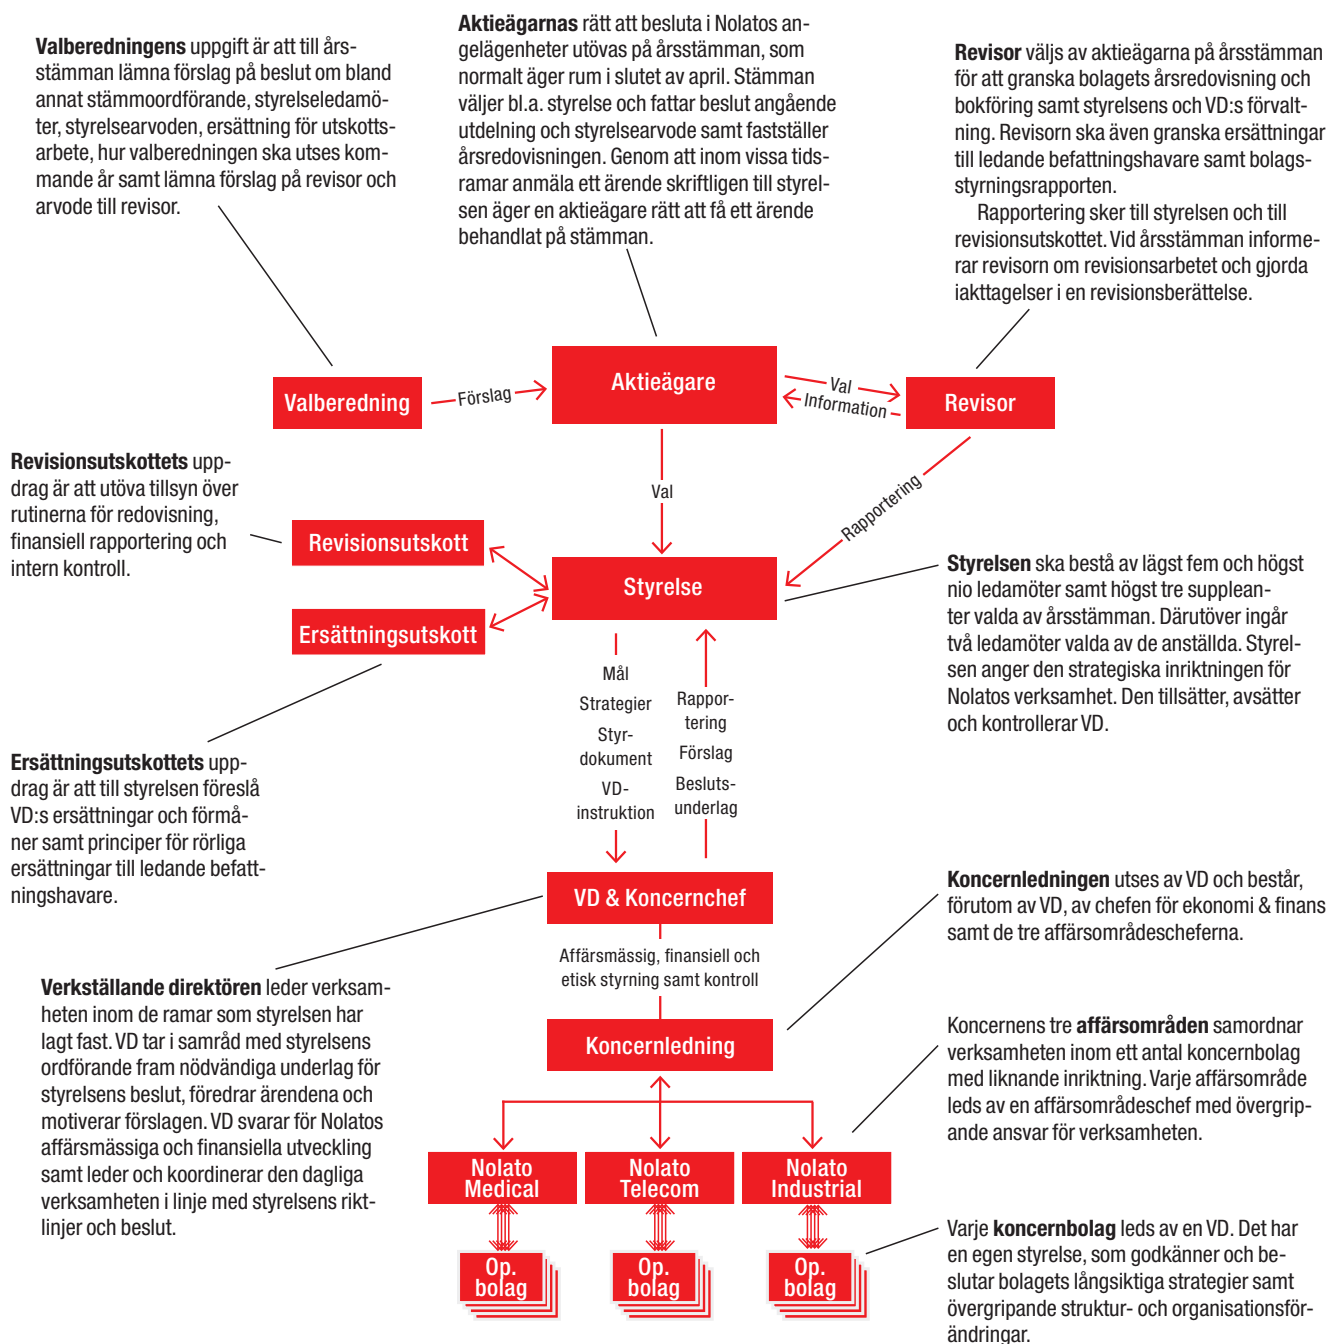 Valberedningens uppgift är att till års-
stämman lämna förslag på beslut om bland
annat stämmoordförande, styrelseledamö-
ter, styrelsearvoden, ersättning för utskotts-
arbete, hur valberedningen ska utses kom-
mande år samt lämna förslag på revisor och
arvode till revisor.
Aktieägarnas rätt att besluta i Nolatos an-
gelägenheter utövas på årsstämman, som
normalt äger rum i slutet av april. Stämman
väljer bl.a. styrelse och fattar beslut angående
utdelning och styrelsearvode samt fastställer
årsredovisningen. Genom att inom vissa tids-
ramar anmäla ett ärende skriftligen till styrel-
sen äger en aktieägare rätt att få ett ärende
behandlat på stämman.
Revisor väljs av aktieägarna på årsstämman
för att granska bolagets årsredovisning och
bokföring samt styrelsens och VD:s förvalt-
ning. Revisorn ska även granska ersättningar
till ledande befattningshavare samt bolags-
styrningsrapporten.
Rapportering sker till styrelsen och till
revisionsutskottet. Vid årsstämman informe-
rar revisorn om revisionsarbetet och gjorda
iakttagelser i en revisionsberättelse.
Valberedning
Förslag
Aktieägare
Val
Information
Revisor
Revisionsutskottets upp-
drag är att utöva tillsyn över
rutinerna för redovisning,
finansiell rapportering och
intern kontroll.
Val
Rapportering
Revisionsutskott
Ersättningsutskott
Styrelse
Styrelsen ska bestå av lägst fem och högst
nio ledamöter samt högst tre supplean-
ter valda av årsstämman. Därutöver ingår
två ledamöter valda av de anställda. Styrel-
sen anger den strategiska inriktningen för
Nolatos verksamhet. Den tillsätter, avsätter
och kontrollerar VD.
Mål
Strategier
Styr-
dokument
VD-
instruktion
Rappor-
tering
Förslag
Besluts-
underlag
Ersättningsutskottets upp-
drag är att till styrelsen föreslå
VD:s ersättningar och förmå-
ner samt principer för rörliga
ersättningar till ledande befatt-
ningshavare.
VD & Koncernchef
Affärsmässig, finansiell och
etisk styrning samt kontroll
Koncernledningen utses av VD och består,
förutom av VD, av chefen för ekonomi & finans
samt de tre affärsområdescheferna.
Verkställande direktören leder verksam-
heten inom de ramar som styrelsen har
lagt fast. VD tar i samråd med styrelsens
ordförande fram nödvändiga underlag för
styrelsens beslut, föredrar ärendena och
motiverar förslagen. VD svarar för Nolatos
affärsmässiga och finansiella utveckling
samt leder och koordinerar den dagliga
verksamheten i linje med styrelsens rikt-
linjer och beslut.
Koncernledning
Koncernens tre affärsområden samordnar
verksamheten inom ett antal koncernbolag
med liknande inriktning. Varje affärsområde
leds av en affärsområdeschef med övergrip-
ande ansvar för verksamheten.
Nolato
Medical
Nolato
Telecom
Nolato
Industrial
Op.
bolag
Op.
bolag
Op.
bolag
Varje koncernbolag leds av en VD. Det har
en egen styrelse, som godkänner och be-
slutar bolagets långsiktiga strategier samt
övergripande struktur- och organisationsför-
ändringar.